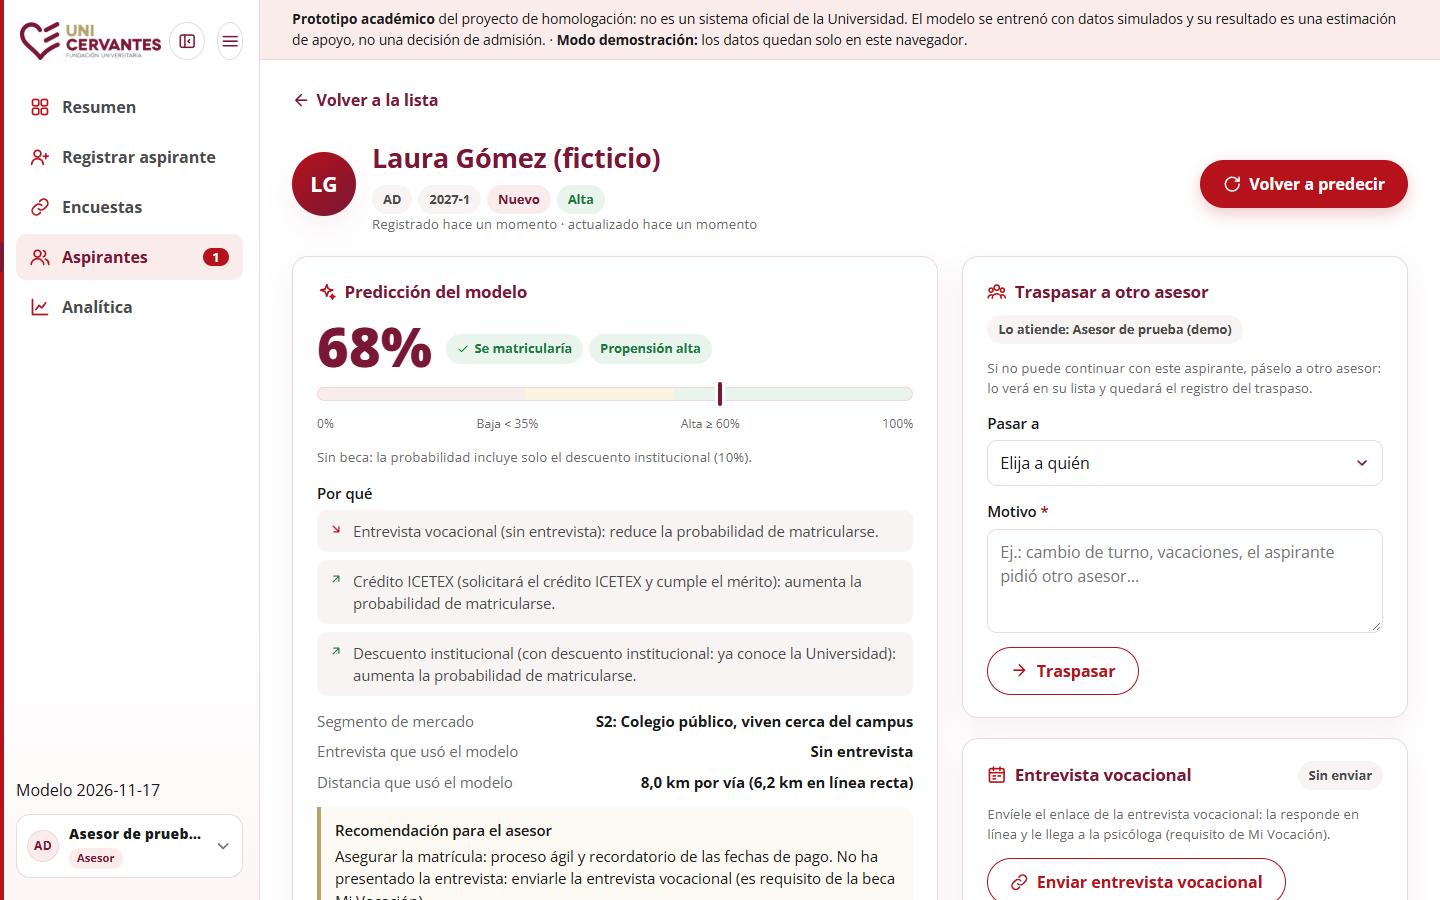 UNI
CERVANTES
FUNDACIÓN UNIVERSITARIA
Resumen
Registrar aspirante
Encuestas
Aspirantes 1
Analítica
Modelo 2026-11-17
AD
Asesor de prueb...
Asesor
Prototipo académico del proyecto de homologación: no es un sistema oficial de la Universidad. El modelo se entrenó con datos simulados y su resultado es una estimación
de apoyo, no una decisión de admisión. · Modo demostración: los datos quedan solo en este navegador.
Volver a la lista
LG
Laura Gómez (ficticio)
AD 2027-1 Nuevo Alta
Registrado hace un momento · actualizado hace un momento
Volver a predecir
Predicción del modelo
68% Se matricularía Propensión alta
0% Baja < 35% Alta ≥ 60% 100%
Sin beca: la probabilidad incluye solo el descuento institucional (10%).
Por qué
Entrevista vocacional (sin entrevista): reduce la probabilidad de matricularse.
Crédito ICETEX (solicitará el crédito ICETEX y cumple el mérito): aumenta la
probabilidad de matricularse.
Descuento institucional (con descuento institucional: ya conoce la Universidad):
aumenta la probabilidad de matricularse.
Segmento de mercado S2: Colegio público, viven cerca del campus
Entrevista que usó el modelo Sin entrevista
Distancia que usó el modelo 8,0 km por vía (6,2 km en línea recta)
Recomendación para el asesor
Asegurar la matrícula: proceso ágil y recordatorio de las fechas de pago. No ha
presentado la entrevista: enviarle la entrevista vocacional (es requisito de la beca
Mi Vocación)
Traspasar a otro asesor
Lo atiende: Asesor de prueba (demo)
Si no puede continuar con este aspirante, páselo a otro asesor:
lo verá en su lista y quedará el registro del traspaso.
Pasar a
Elija a quién
Motivo *
Ej.: cambio de turno, vacaciones, el aspirante
pidió otro asesor...
Traspasar
Entrevista vocacional Sin enviar
Envíele el enlace de la entrevista vocacional: la responde en
línea y le llega a la psicóloga (requisito de Mi Vocación).
Enviar entrevista vocacional